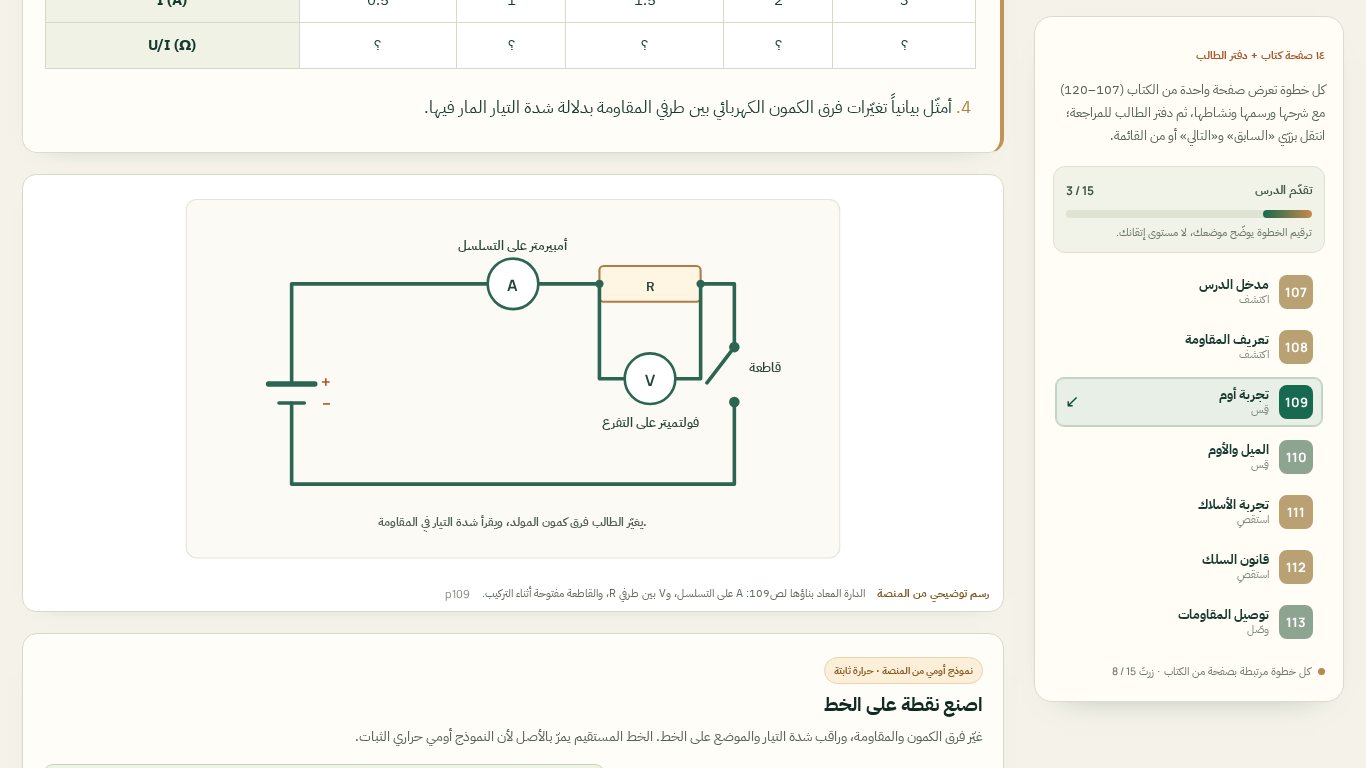 I (A) 0.5 1 1.5 2 3
U/I (Ω) ؟ ؟ ؟ ؟ ؟
4. أمثّل بيانياً تغيّرات فرق الكمون الكهربائي بين طرفي المقاومة بدلالة شدة التيار المار فيها.
أمبيرمتر على التسلسل
A
R
V
قاطعة
+
−
فولتميتر على التفرع
يغيّر الطالب فرق كمون المولد، ويقرأ شدة التيار في المقاومة.
رسم توضيحي من المنصة الدارة المعاد بناؤها لص109: A على التسلسل، وV بين طرفي R، والقاطعة مفتوحة أثناء التركيب. p109
نموذج أومي من المنصة · حرارة ثابتة
اصنع نقطة على الخط
غيّر فرق الكمون والمقاومة، وراقب شدة التيار والموضع على الخط. الخط المستقيم يمرّ بالأصل لأن النموذج أومي حراري الثبات.
١٤ صفحة كتاب + دفتر الطالب
كل خطوة تعرض صفحة واحدة من الكتاب (107–120)
مع شرحها ورسمها ونشاطها، ثم دفتر الطالب للمراجعة؛
انتقل بزرّي «السابق» و«التالي» أو من القائمة.
تقدّم الدرس 3 / 15
ترقيم الخطوة يوضّح موضعك، لا مستوى إتقانك.
107 مدخل الدرس
اكتشف
108 تعريف المقاومة
اكتشف
109 تجربة أوم ↙
قِس
110 الميل والأوم
قِس
111 تجربة الأسلاك
استقصِ
112 قانون السلك
استقصِ
113 توصيل المقاومات
وصّل
كل خطوة مرتبطة بصفحة من الكتاب · زرتَ 15 / 8